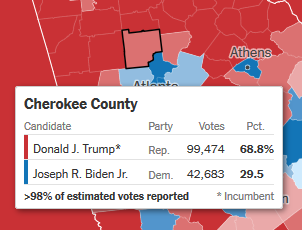 Athens
Atlanta
Cherokee County
Candidate Party Votes Pct.
Donald J. Trump* Rep. 99,474 68.8%
Joseph R. Biden Jr. Dem. 42,683 29.5
>98% of estimated votes reported * Incumbent